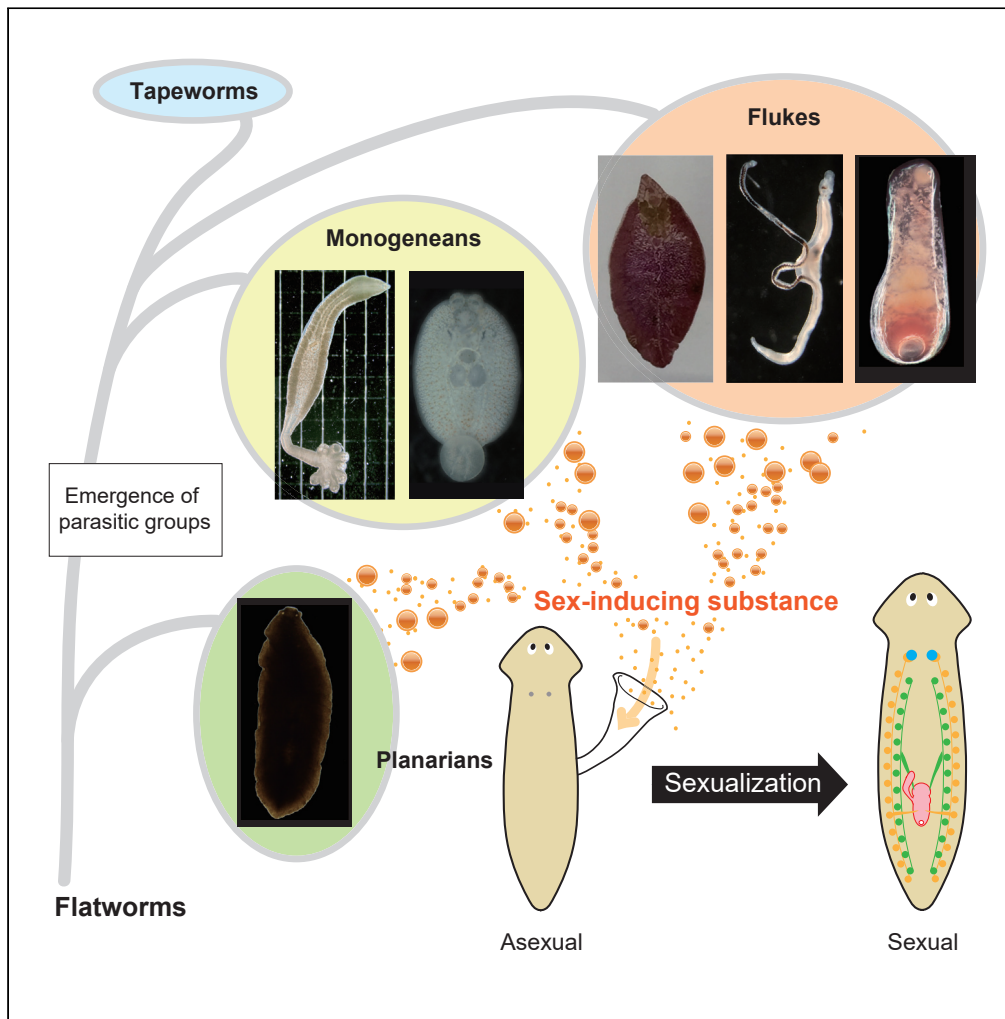 Tapeworms
Flukes
Monogeneans
Emergence of
parasitic groups
Sex-inducing substance
Planarians
Sexualization
Flatworms
Asexual
Sexual